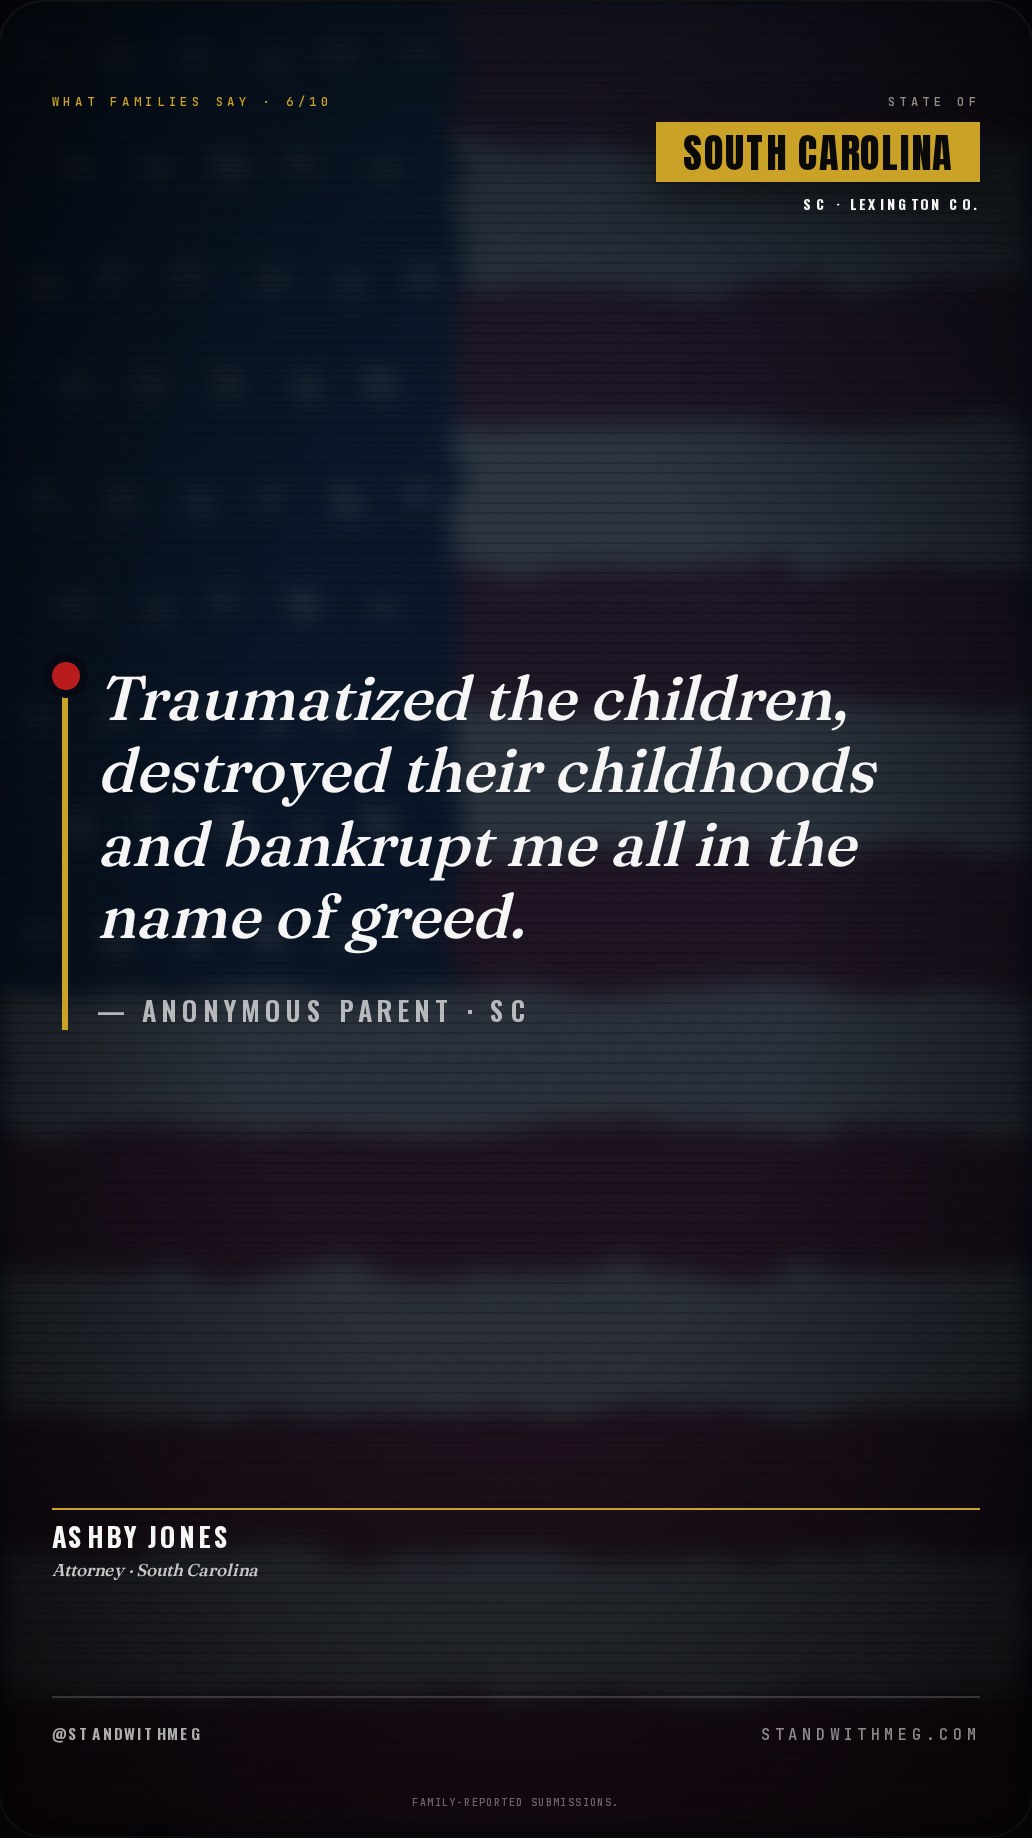 WHAT FAMILIES SAY · 6/10
STATE OF
SOUTH CAROLINA
SC · LEXINGTON CO.
Traumatized the children,
destroyed their childhoods
and bankrupt me all in the
name of greed.
— ANONYMOUS PARENT · SC
ASHBY JONES
Attorney · South Carolina
@STANDWITHMEG
STANDWITHMEG.COM
FAMILY-REPORTED SUBMISSIONS.